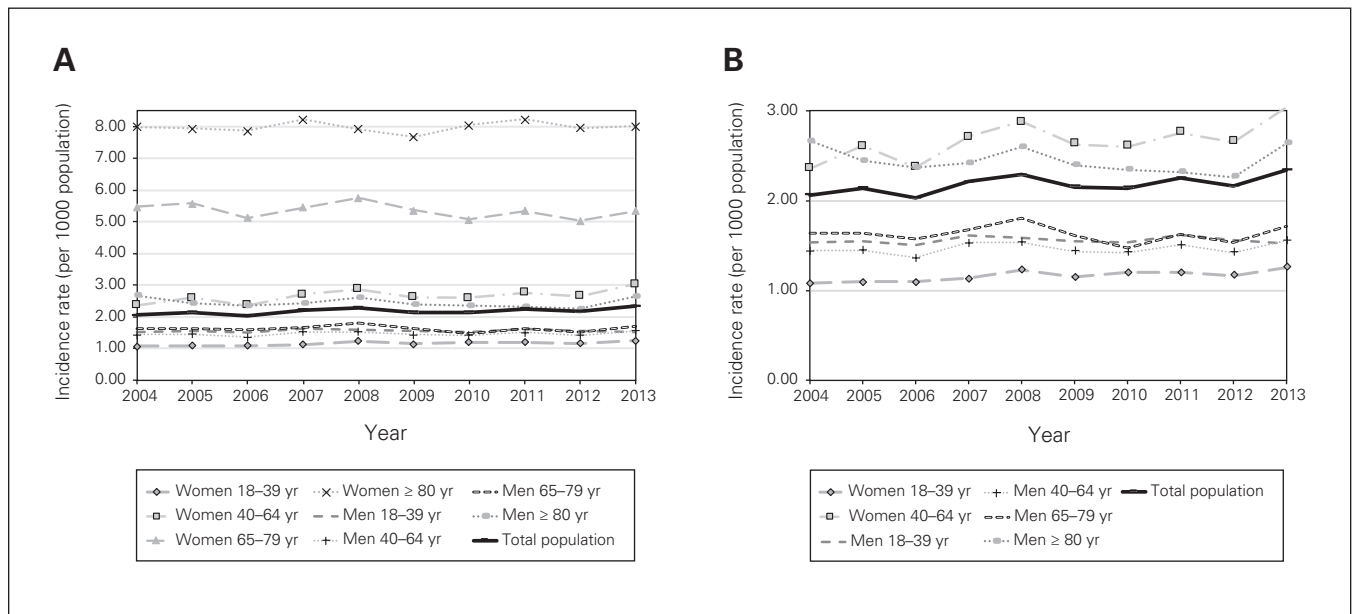 A
Incidence rate (per 1000 population)
8.00
7.00
6.00
5.00
4.00
3.00
2.00
1.00
0.00
2004 2005 2006 2007 2008 2009 2010 2011 2012 2013
Year
Women 18–39 yr Women ≥ 80 yr Men 65–79 yr
Women 40–64 yr Men 18–39 yr Men ≥ 80 yr
Women 65–79 yr Men 40–64 yr Total population
B
Incidence rate (per 1000 population)
3.00
2.00
1.00
0.00
2004 2005 2006 2007 2008 2009 2010 2011 2012 2013
Year
Women 18–39 yr Men 40–64 yr Total population
Women 40–64 yr Men 65–79 yr
Men 18–39 yr Men ≥ 80 yr